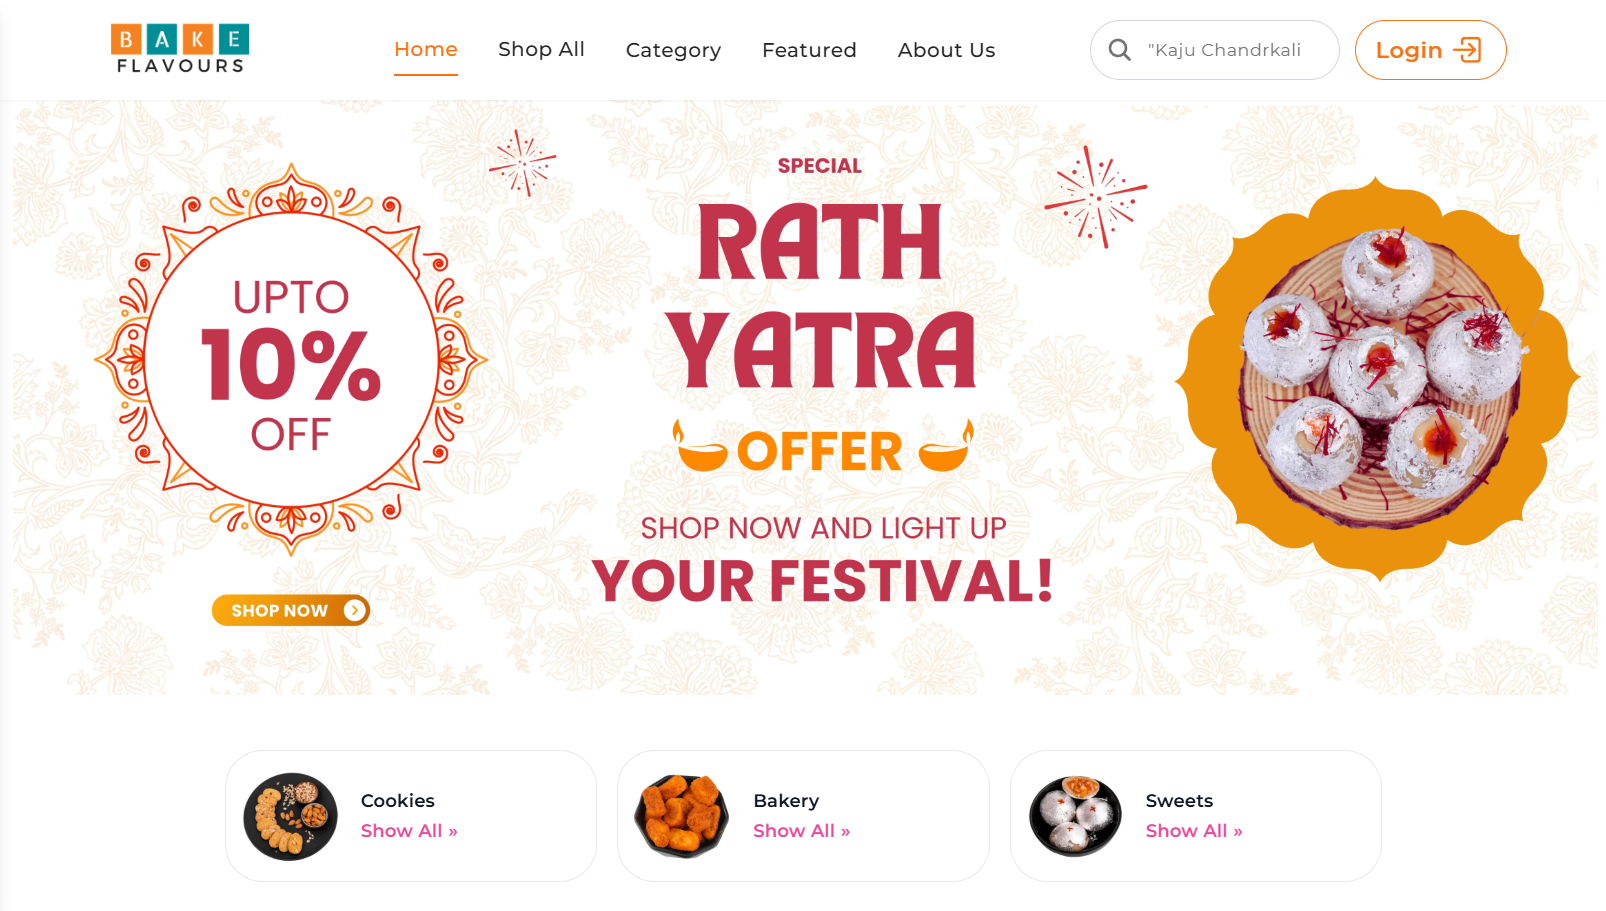 BAKE
FLAVOURS
Home
Shop All
Category
Featured
About Us
"Kaju Chandrkali
Login
UPTO
10%
OFF
SHOP NOW
SPECIAL
RATH
YATRA
OFFER
SHOP NOW AND LIGHT UP
YOUR FESTIVAL!
Cookies
Show All »
Bakery
Show All »
Sweets
Show All »